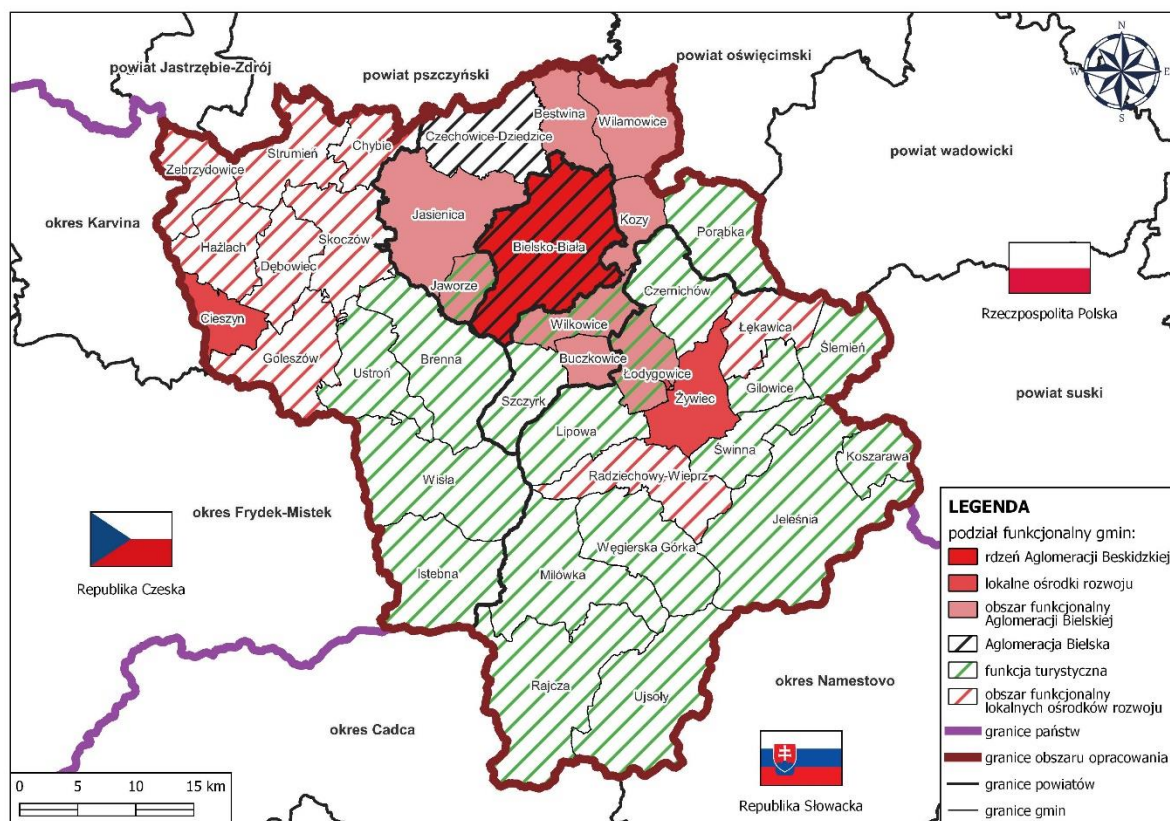 N
W
E
S
powiat Jastrzębie-Zdrój
powiat pszczyński
powiat oświęcimski
powiat wadowicki
powiat suski
okres Karvina
okres Frydek-Mistek
okres Cadca
okres Namestovo
Republika Czeska
Rzeczpospolita Polska
Republika Słowacka
Bestwina
Wilamowice
Czechowice-Dziedzice
Chybie
Strumień
Zebrzydowice
Jasienica
Kozy
Porąbka
Hażlach
Dębowiec
Skoczów
Bielsko-Biała
Jaworze
Czernichów
Cieszyn
Goleszów
Ustroń
Brenna
Wilkowice
Buczkowice
Łodygowice
Łękawica
Ślemień
Gilowice
Żywiec
Szczyrk
Lipowa
Świnna
Koszarawa
Radziechowy-Wieprz
Jeleśnia
Wisła
Węgierska Górka
Istebna
Milówka
Rajcza
Ujsoły
LEGENDA
podział funkcjonalny gmin:
rdzeń Aglomeracji Beskidzkiej
lokalne ośrodki rozwoju
obszar funkcjonalny
Aglomeracji Bielskiej
Aglomeracja Bielska
funkcja turystyczna
obszar funkcjonalny
lokalnych ośrodków rozwoju
granice państw
granice obszaru opracowania
granice powiatów
granice gmin
0 5 10 15 km